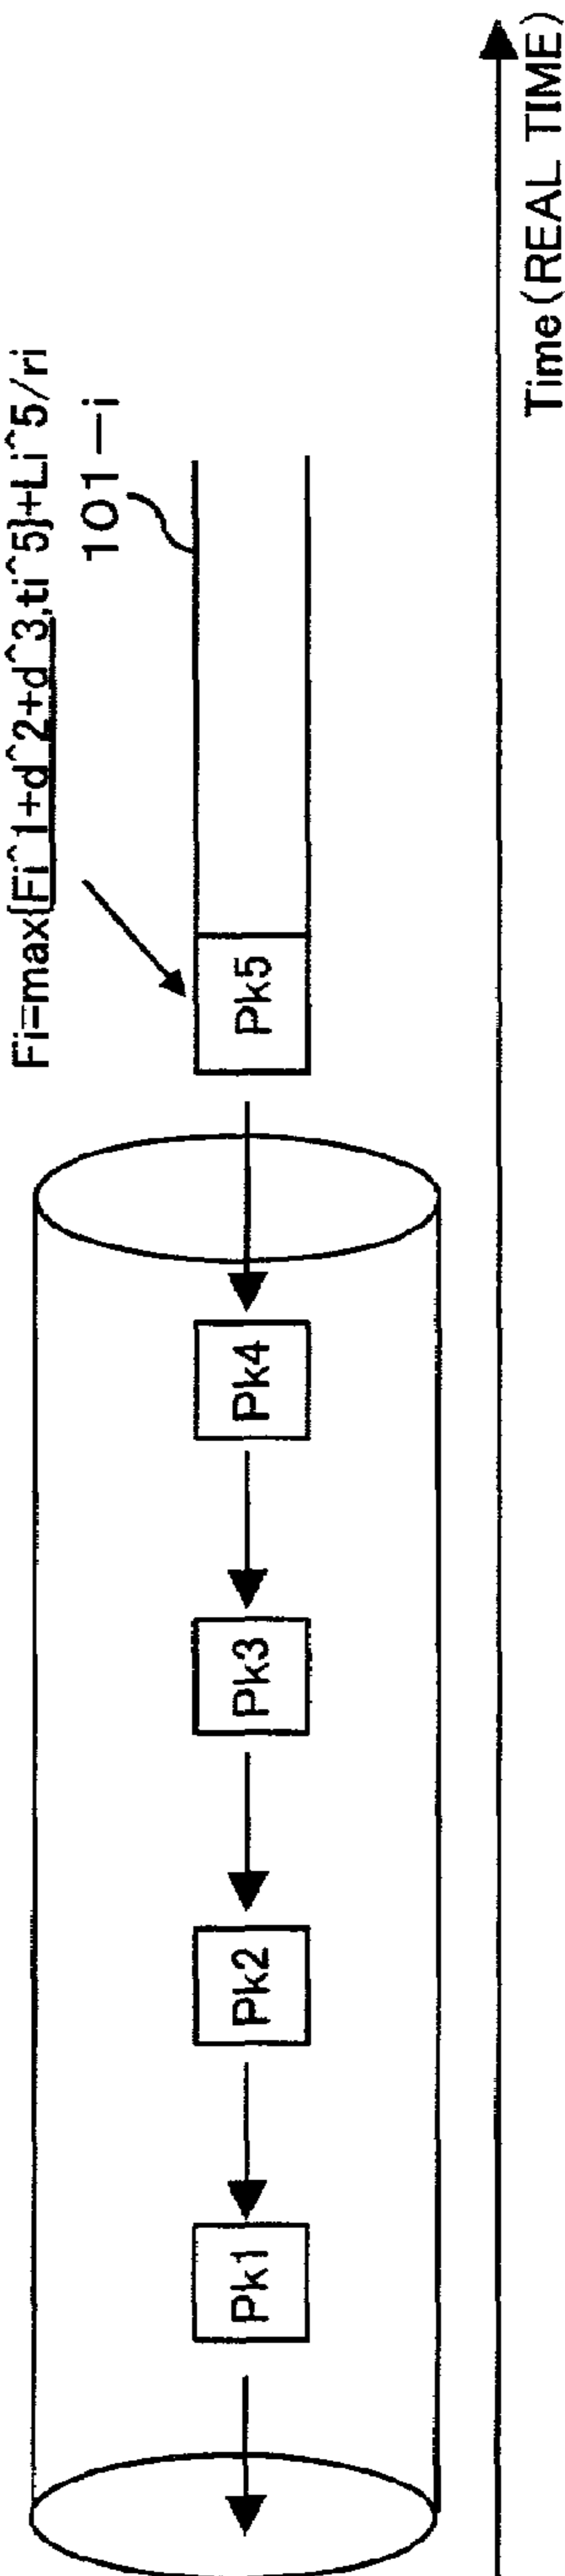 Fi=max{Fi^1+d^2+d^3,ti^5}+Li^5/ri
101-i
Pk1
Pk2
Pk3
Pk4
Pk5
Time(REAL TIME)